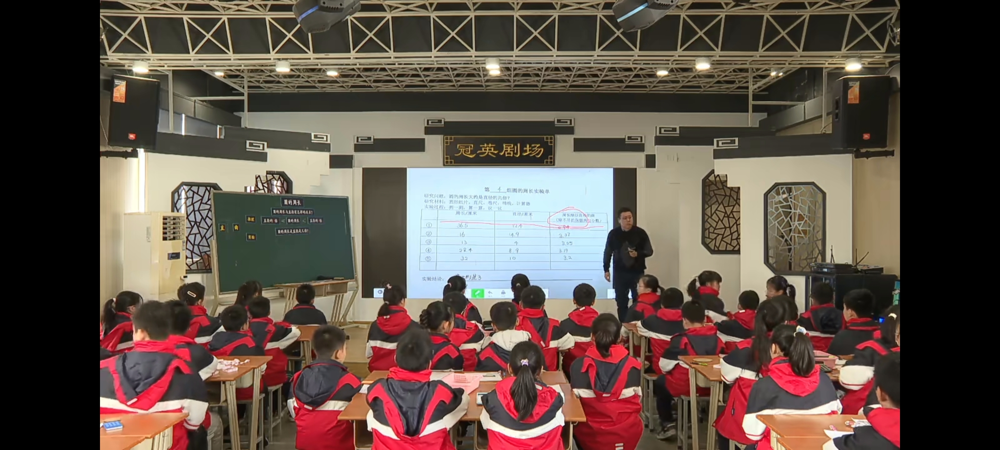 冠英剧场
第 4 组圆的周长实验单
研究问题：圆的周长大约是直径的几倍？
研究材料：圆形纸片，直尺，卷尺，绵线，计算器
实验过程：测一测，算一算，议一议
周长/厘米 直径/厘米 周长除以直径的商
（除不尽的保留两位小数）
① 36.5 12.4 2.94
② 16 4.9 3.27
③ 13 4 3.25
④ 28.4 8.9 3.19
⑤ 32 10 3.2
实验结论： 约是3
圆的周长
圆的周长与直径有怎样的关系？
推理 直径的 倍 < 圆的周长 < 直径的 倍
直 曲
圆的周长是直径是几倍？
实验
JBL
JBL